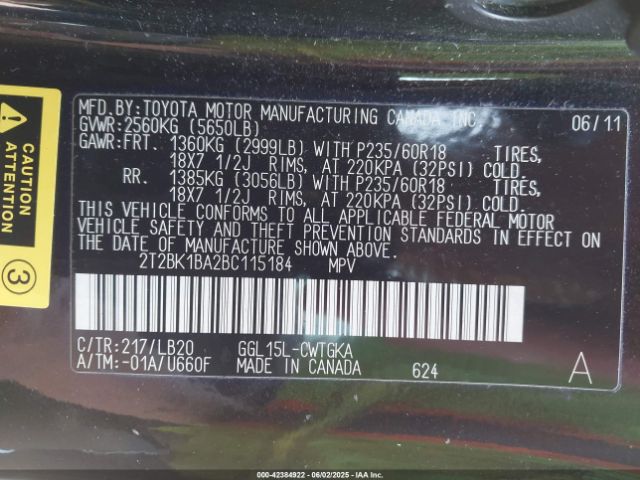 MFD.BY:TOYOTA MOTOR MANUFACTURING CANADA INC. 06/11
GVWR:2560KG (5650LB)
GAWR:FRT. 1360KG (2999LB) WITH P235/60R18 TIRES,
18X7 1/2J RIMS, AT 220KPA (32PSI) COLD.
RR. 1385KG (3056LB) WITH P235/60R18 TIRES,
18X7 1/2J RIMS, AT 220KPA (32PSI) COLD.
THIS VEHICLE CONFORMS TO ALL APPLICABLE FEDERAL MOTOR
VEHICLE SAFETY AND THEFT PREVENTION STANDARDS IN EFFECT ON
THE DATE OF MANUFACTURE SHOWN ABOVE.
2T2BK1BA2BC115184 MPV
C/TR:217/LB20 GGL15L-CWTGKA
A/TM:-01A/U660F MADE IN CANADA 624 A
CAUTION
ATTENTION
3
000-42384922 - 06/02/2025 - IAAI.COM